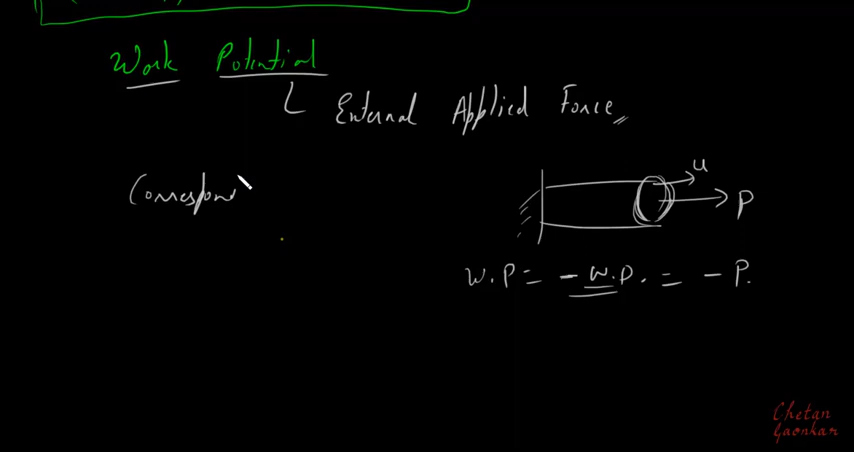 Work Potential
External Applied Force
Correspon
u
P
W.P = - W.D. = - P.
Chetan
Gaonkar